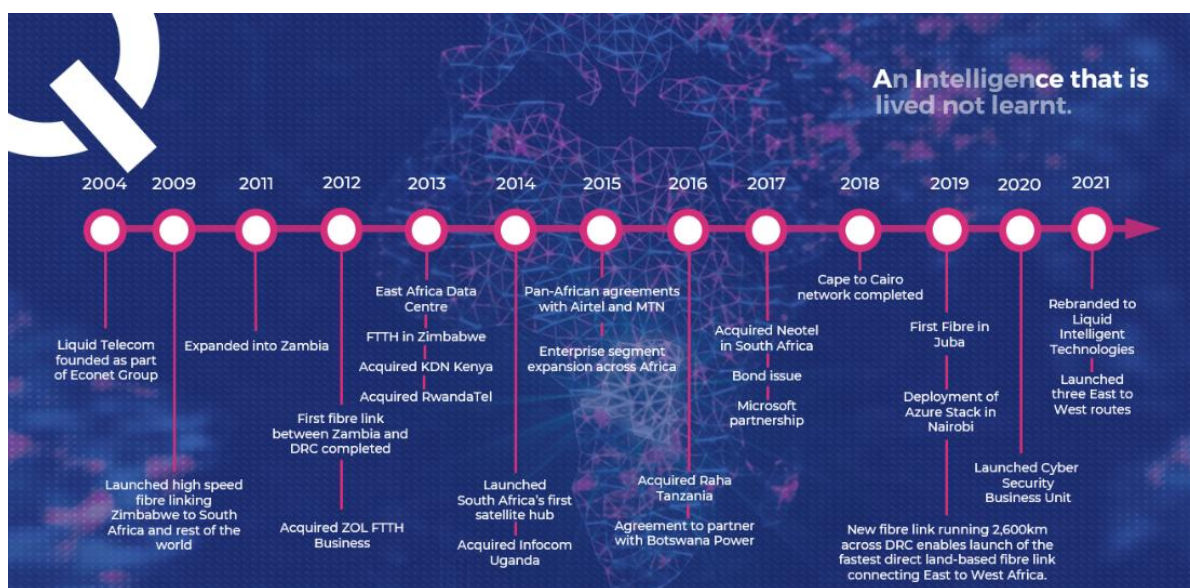 An Intelligence that is
lived not learnt.
2004
2009
2011
2012
2013
2014
2015
2016
2017
2018
2019
2020
2021
Liquid Telecom
founded as part
of Econet Group
Launched high speed
fibre linking
Zimbabwe to South
Africa and rest of the
world
Expanded into Zambia
First fibre link
between Zambia and
DRC completed
Acquired ZOL FTTH
Business
East Africa Data
Centre
FTTH in Zimbabwe
Acquired KDN Kenya
Acquired RwandaTel
Launched
South Africa's first
satellite hub
Acquired Infocom
Uganda
Pan-African agreements
with Airtel and MTN
Enterprise segment
expansion across Africa
Acquired Raha
Tanzania
Agreement to partner
with Botswana Power
Acquired Neotel
in South Africa
Bond issue
Microsoft
partnership
Cape to Cairo
network completed
First Fibre in
Juba
Deployment of
Azure Stack in
Nairobi
New fibre link running 2,600km
across DRC enables launch of the
fastest direct land-based fibre link
connecting East to West Africa.
Launched Cyber
Security
Business Unit
Rebranded to
Liquid
Intelligent
Technologies
Launched
three East to
West routes